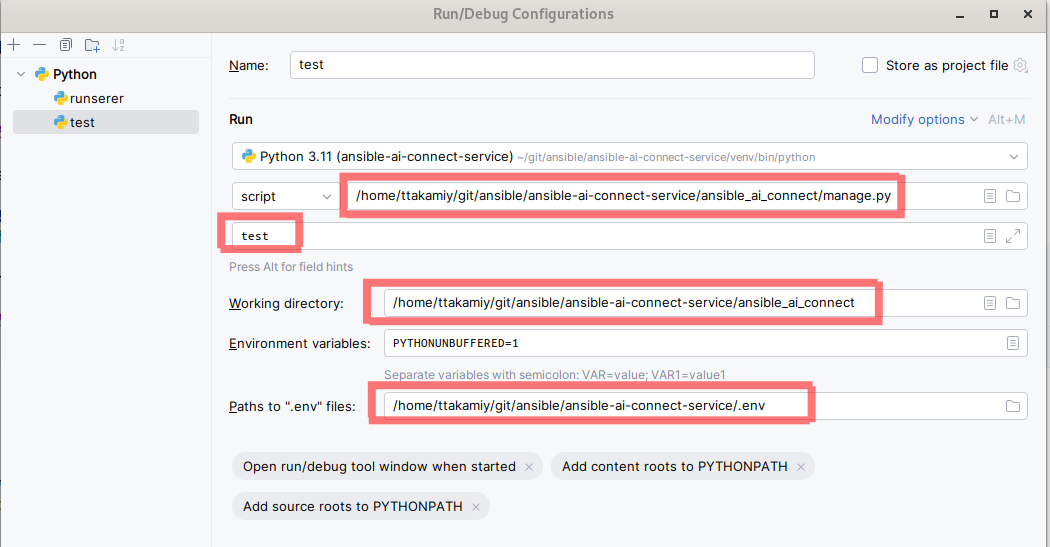 Run/Debug Configurations
Python
runserer
test
Name: test
Store as project file
Run
Modify options Alt+M
Python 3.11 (ansible-ai-connect-service) ~/git/ansible/ansible-ai-connect-service/venv/bin/python
script /home/ttakamiy/git/ansible/ansible-ai-connect-service/ansible_ai_connect/manage.py
test
Press Alt for field hints
Working directory: /home/ttakamiy/git/ansible/ansible-ai-connect-service/ansible_ai_connect
Environment variables: PYTHONUNBUFFERED=1
Separate variables with semicolon: VAR=value; VAR1=value1
Paths to ".env" files: /home/ttakamiy/git/ansible/ansible-ai-connect-service/.env
Open run/debug tool window when started × Add content roots to PYTHONPATH ×
Add source roots to PYTHONPATH ×